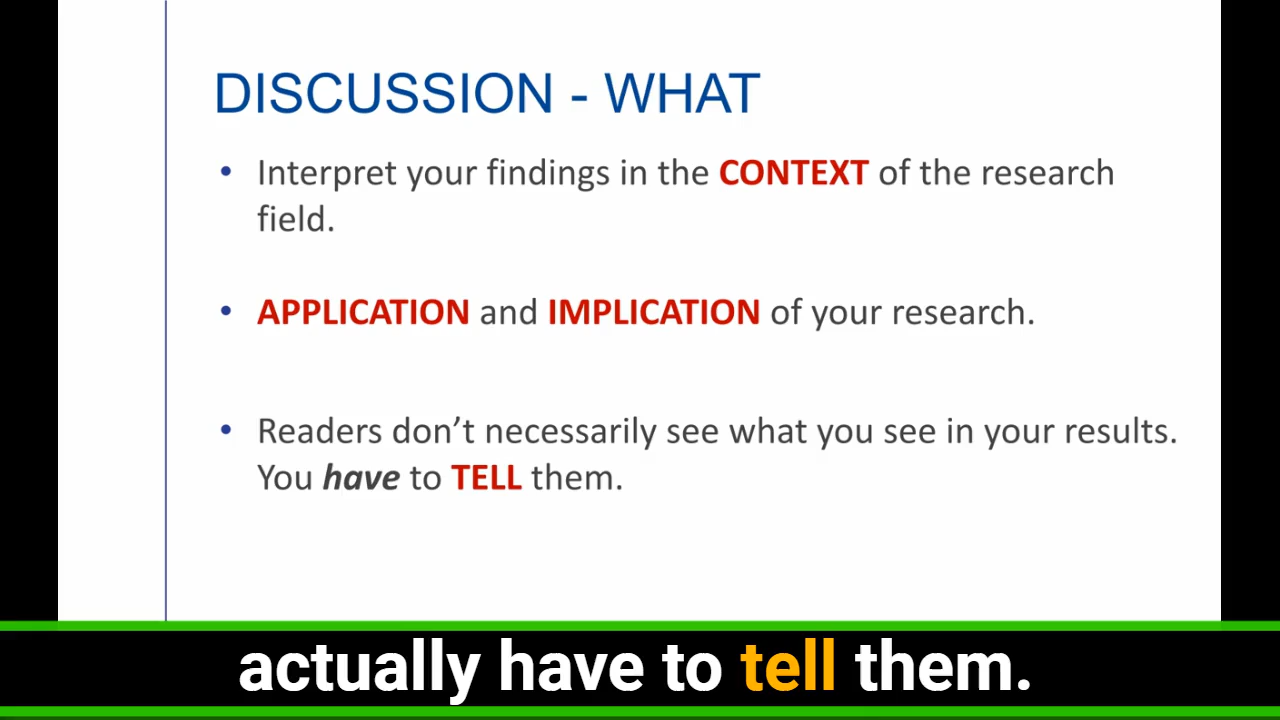 DISCUSSION - WHAT
• Interpret your findings in the CONTEXT of the research
field.
• APPLICATION and IMPLICATION of your research.
• Readers don’t necessarily see what you see in your results.
You have to TELL them.
actually have to tell them.